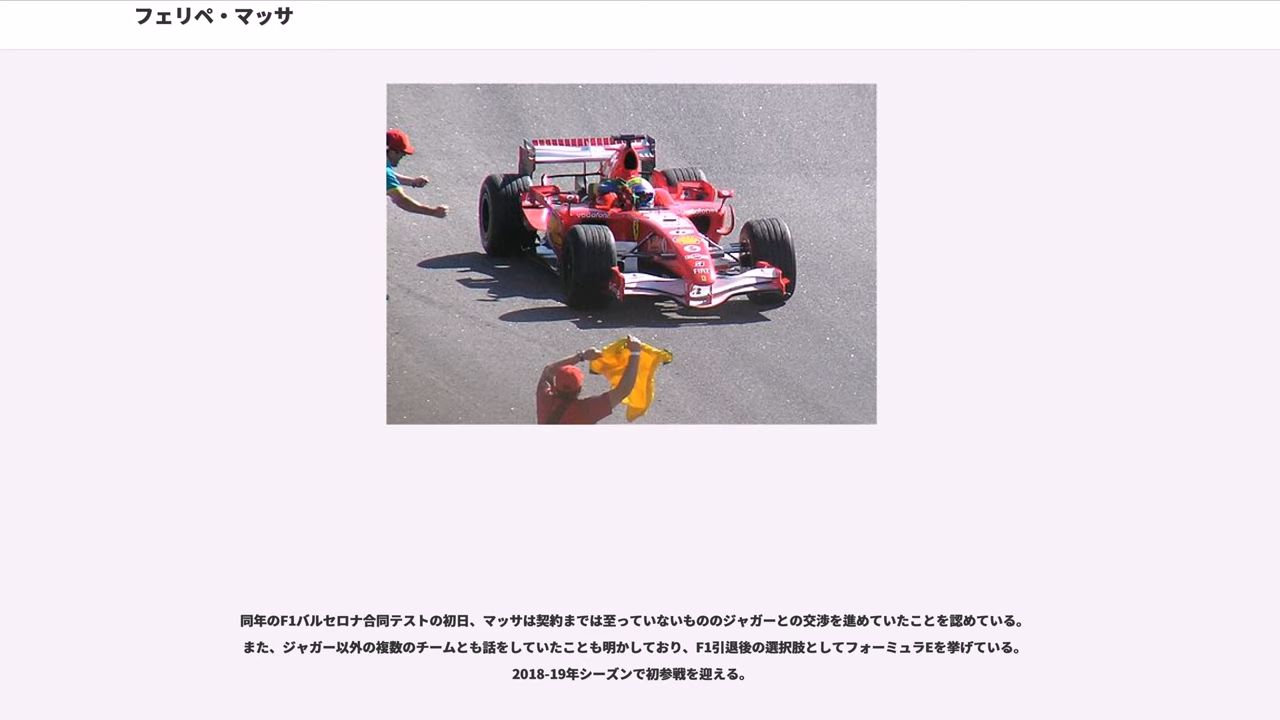 フェリペ・マッサ
vodafone
FIAT
同年のF1バルセロナ合同テストの初日、マッサは契約までは至っていないもののジャガーとの交渉を進めていたことを認めている。
また、ジャガー以外の複数のチームとも話をしていたことも明かしており、F1引退後の選択肢としてフォーミュラEを挙げている。
2018-19年シーズンで初参戦を迎える。